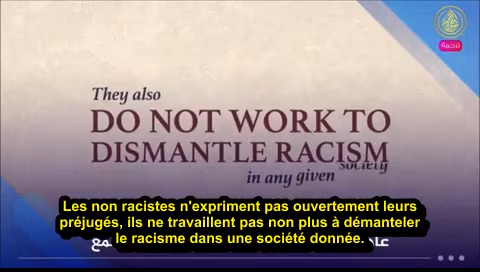 ترجمة
They also
DO NOT WORK TO
DISMANTLE RACISM
in any given society
Les non racistes n'expriment pas ouvertement leurs
préjugés, ils ne travaillent pas non plus à démanteler
le racisme dans une société donnée.